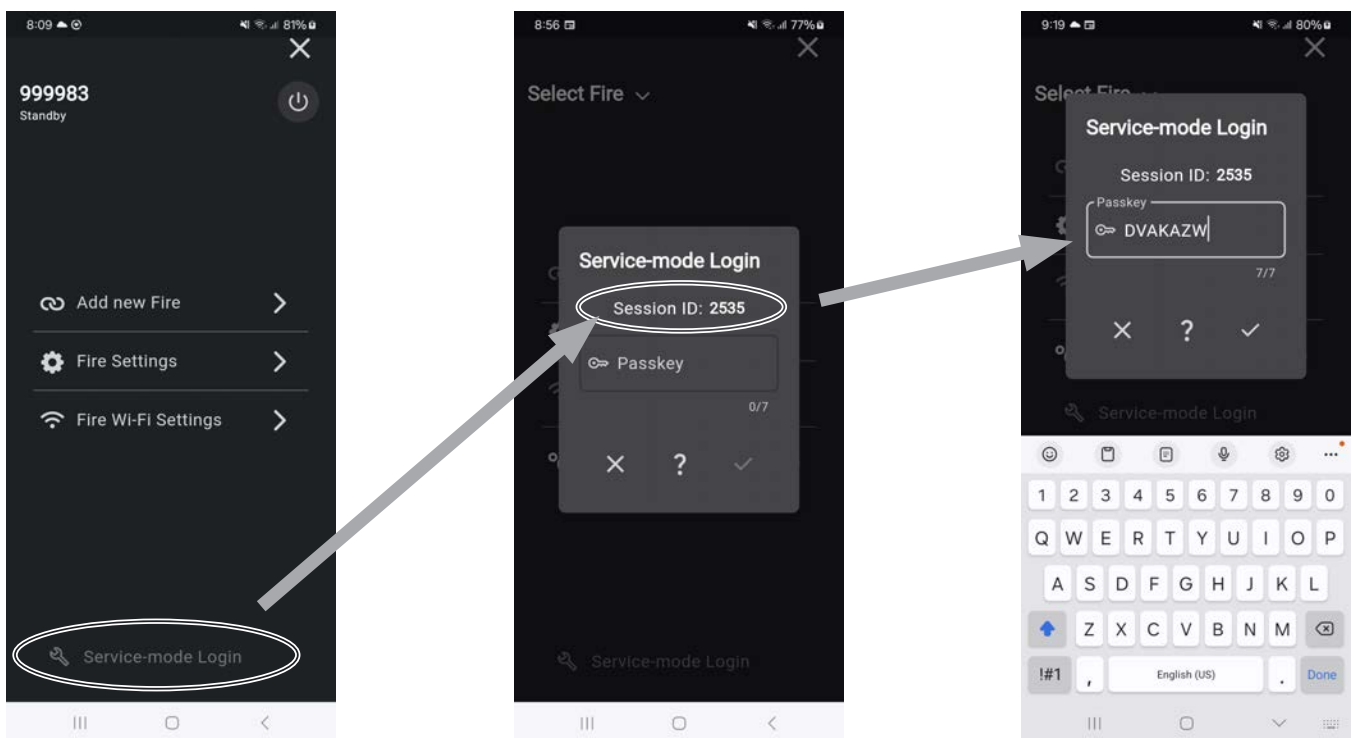 8:09 81%
999983
Standby
Add new Fire
Fire Settings
Fire Wi-Fi Settings
Service-mode Login
8:56 77%
Select Fire
Service-mode Login
Session ID: 2535
Passkey
0/7
?
Service-mode Login
9:19 80%
Select Fire
Service-mode Login
Session ID: 2535
Passkey
DVAKAZW
7/7
?
Service-mode Login
1 2 3 4 5 6 7 8 9 0
Q W E R T Y U I O P
A S D F G H J K L
Z X C V B N M
!#1 , English (US) . Done